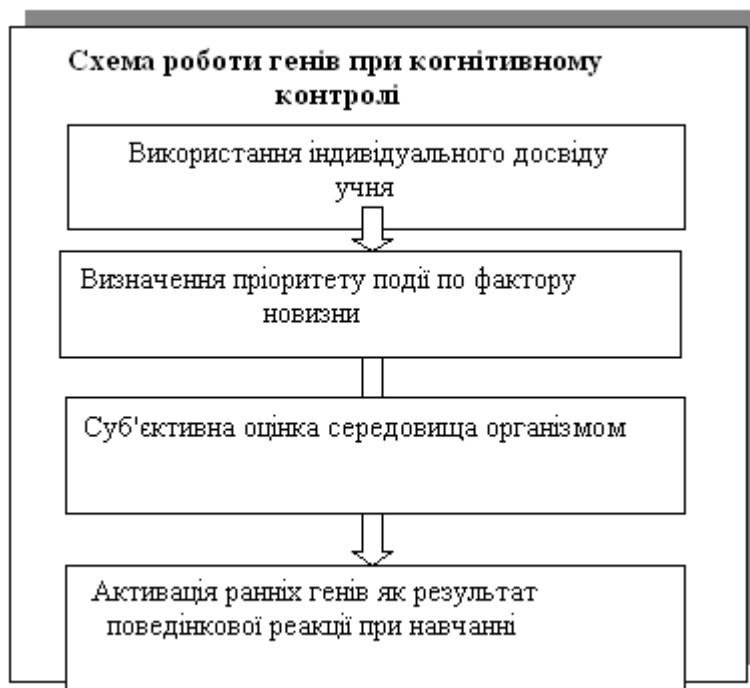 Схема роботи генів при когнітивному
контролі
Використання індивідуального досвіду
учня
Визначення пріоритету події по фактору
новизни
Суб'єктивна оцінка середовища організмом
Активація ранніх генів як результат
поведінкової реакції при навчанні